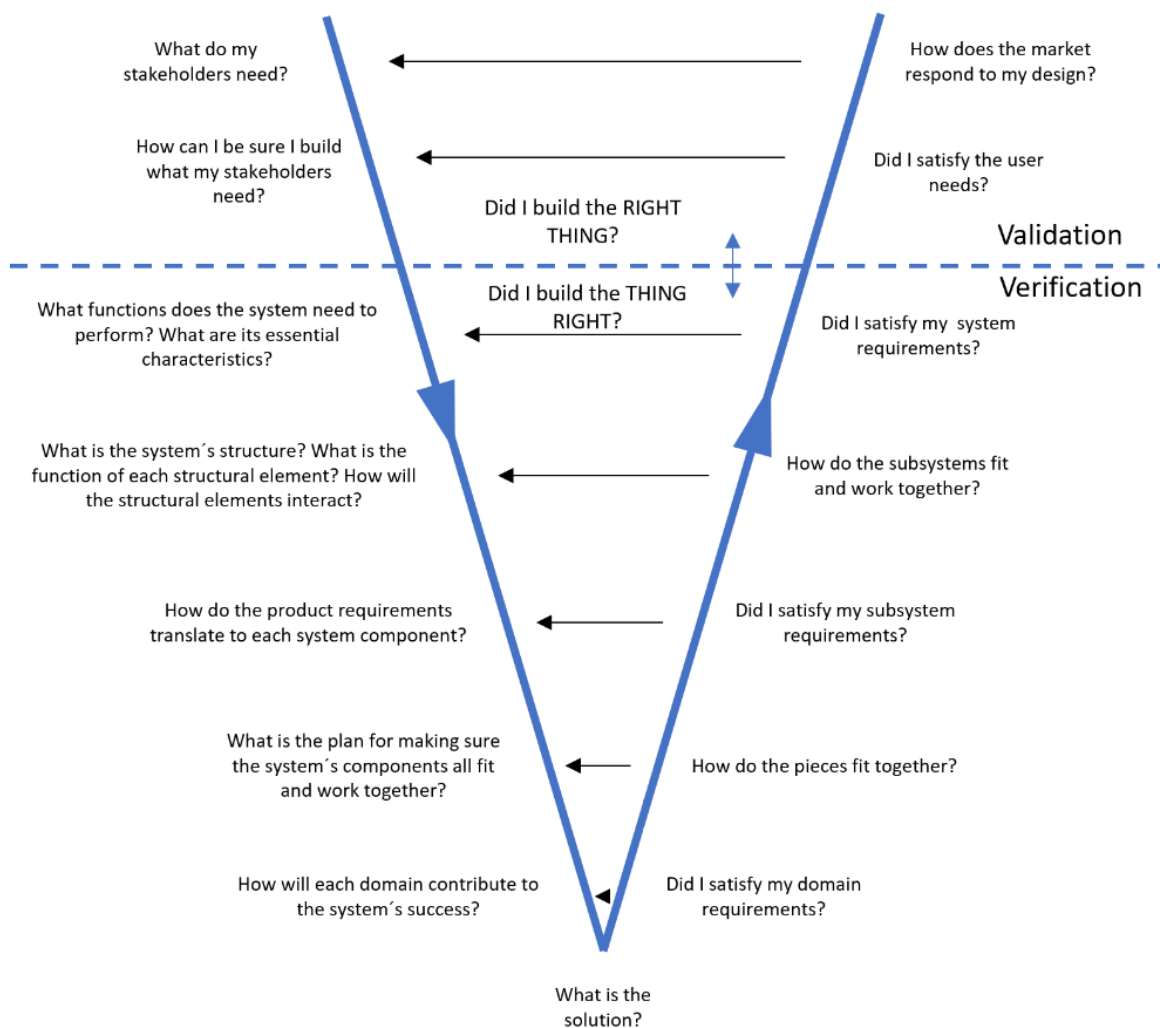 What do my
stakeholders need?
How does the market
respond to my design?
How can I be sure I build
what my stakeholders
need?
Did I satisfy the user
needs?
Did I build the RIGHT
THING?
Validation
Verification
Did I build the THING
RIGHT?
What functions does the system need to
perform? What are its essential
characteristics?
Did I satisfy my  system
requirements?
What is the system´s structure? What is the
function of each structural element? How will
the structural elements interact?
How do the subsystems fit
and work together?
How do the product requirements
translate to each system component?
Did I satisfy my subsystem
requirements?
What is the plan for making sure
the system´s components all fit
and work together?
How do the pieces fit together?
How will each domain contribute to
the system´s success?
Did I satisfy my domain
requirements?
What is the
solution?